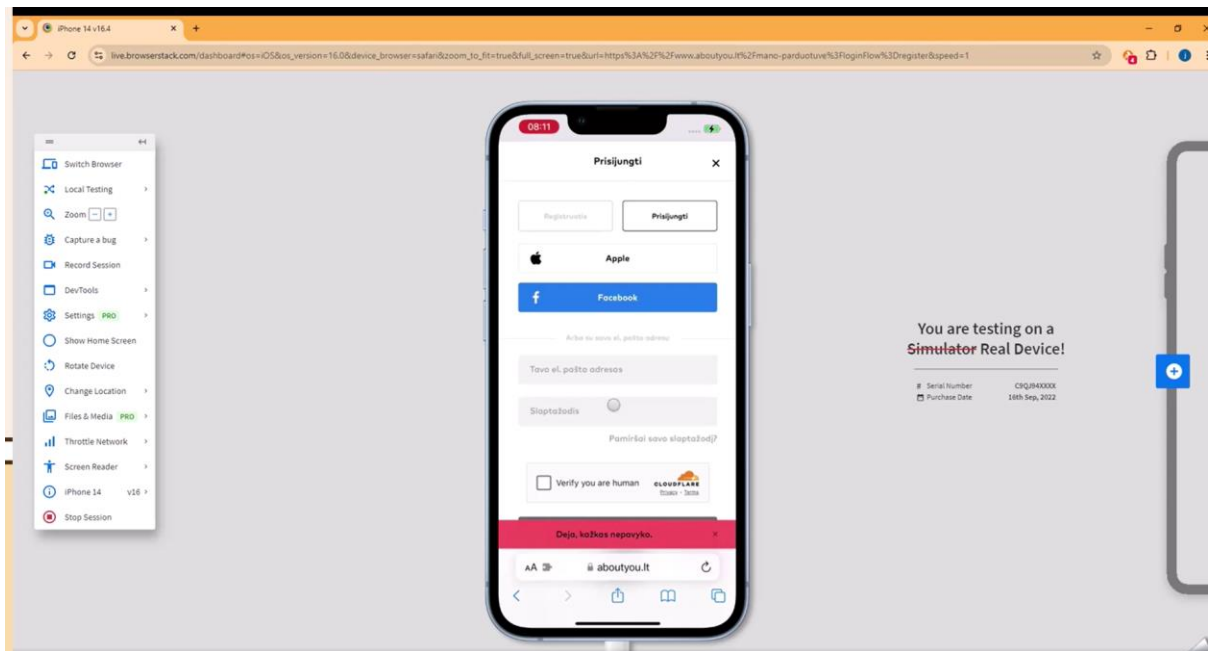 iPhone 14 v16.4
live.browserstack.com/dashboard#os=iOS&os_version=16.0&device_browser=safari&zoom_to_fit=true&full_screen=true&url=https%3A%2F%2Fwww.aboutyou.lt%2Fmano-parduotuve%3FloginFlow%3Dregister&speed=1
Switch Browser
Local Testing
Zoom
Capture a bug
Record Session
DevTools
Settings PRO
Show Home Screen
Rotate Device
Change Location
Files & Media PRO
Throttle Network
Screen Reader
iPhone 14 v16
Stop Session
08:11
Prisijungti
Registruotis Prisijungti
Apple
Facebook
Arba su savo el. pašto adresu
Tavo el. pašto adresas
Slaptažodis
Pamiršai savo slaptažodį?
Verify you are human
CLOUDFLARE
Privacy • Terms
Deja, kažkas nepavyko.
AA aboutyou.lt
You are testing on a
Simulator Real Device!
# Serial Number C9QJ94XXXX
Purchase Date 16th Sep, 2022